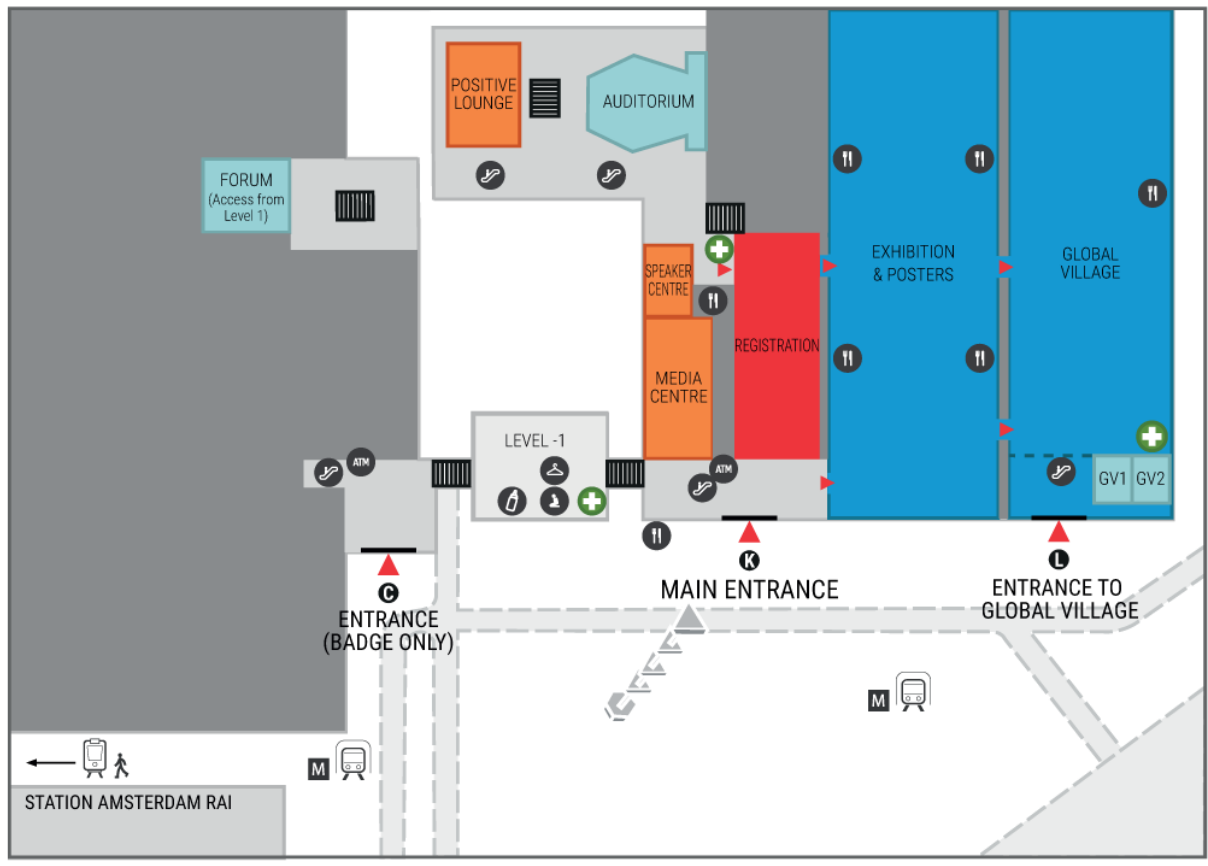 POSITIVE
LOUNGE
AUDITORIUM
FORUM
(Access from
Level 1)
SPEAKER
CENTRE
EXHIBITION
& POSTERS
GLOBAL
VILLAGE
REGISTRATION
MEDIA
CENTRE
LEVEL -1
ATM
ATM
GV1
GV2
K
L
C
MAIN ENTRANCE
ENTRANCE TO
GLOBAL VILLAGE
ENTRANCE
(BADGE ONLY)
M
M
STATION AMSTERDAM RAI